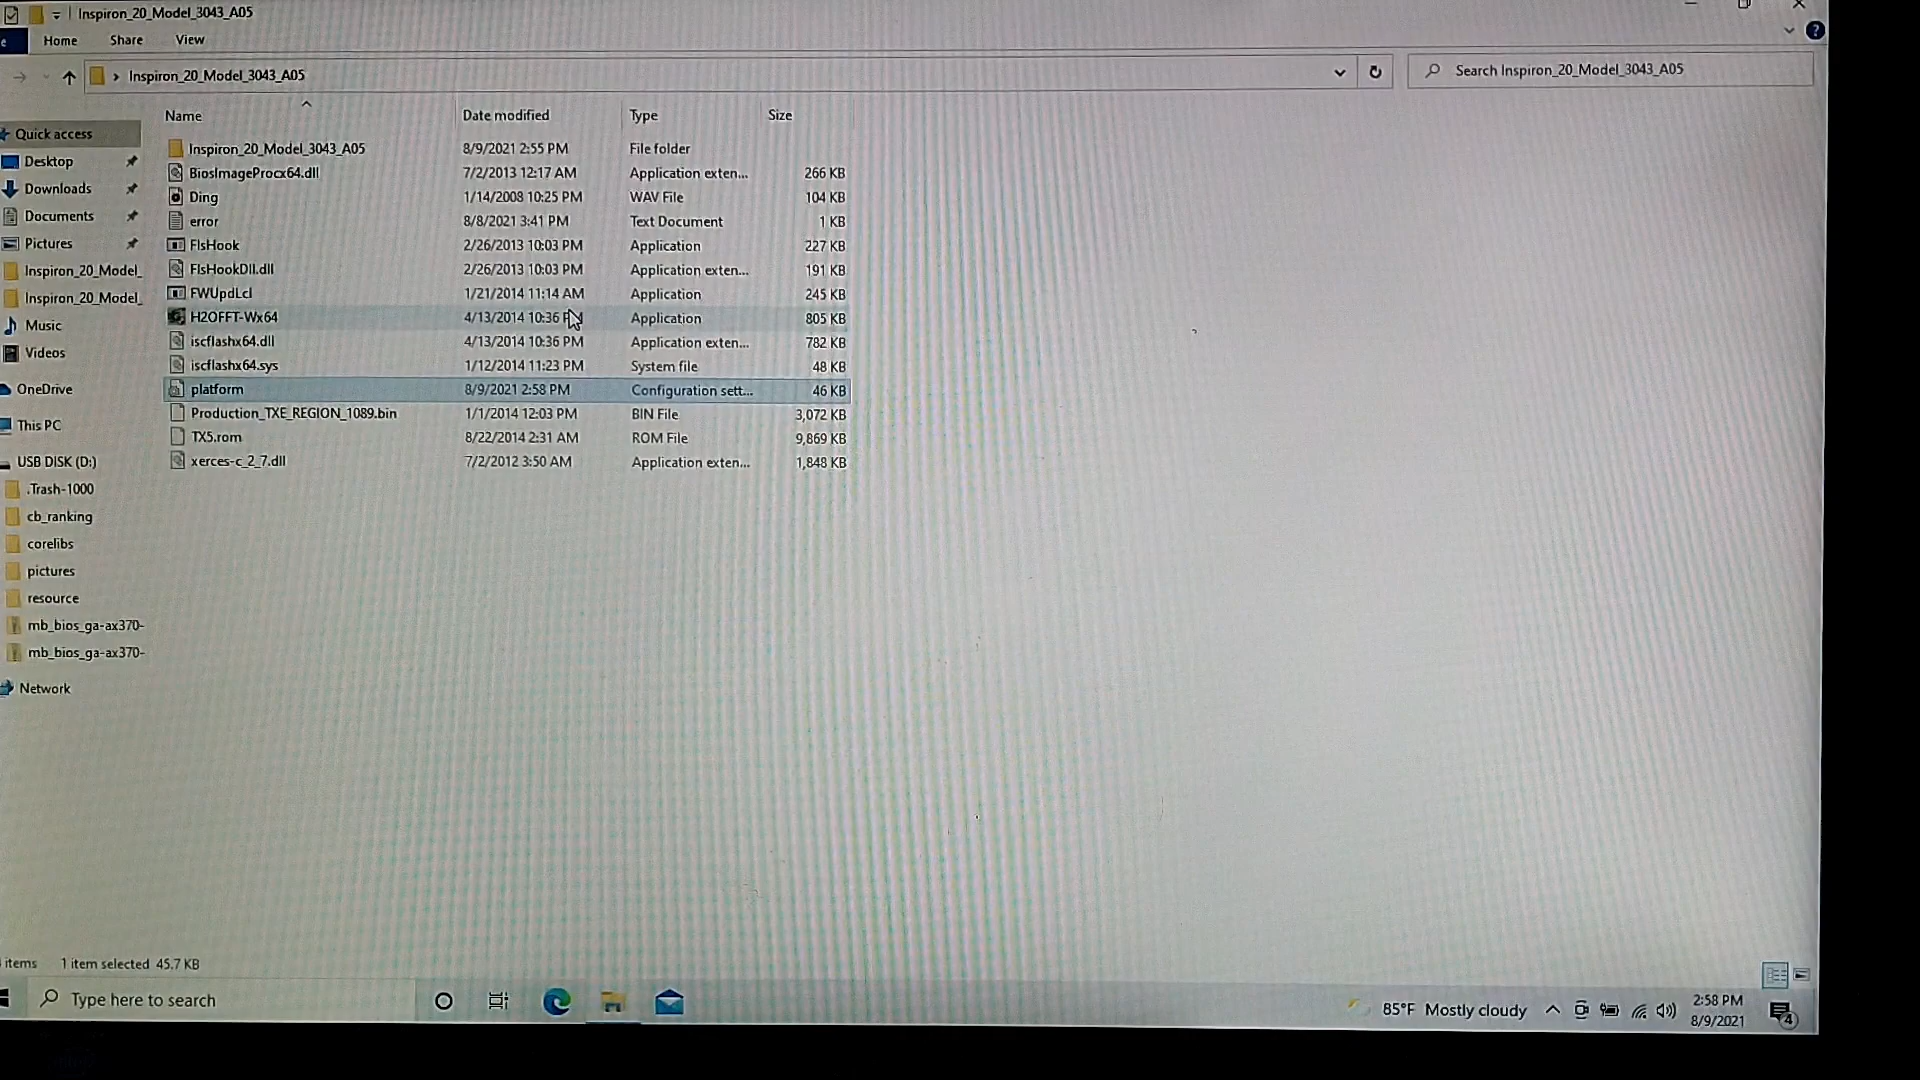 Inspiron_20_Model_3043_A05
Home Share View
Inspiron_20_Model_3043_A05
Search Inspiron_20_Model_3043_A05
Name Date modified Type Size
Quick access
Desktop
Downloads
Documents
Pictures
Inspiron_20_Model_
Inspiron_20_Model_
Music
Videos
OneDrive
This PC
USB DISK (D:)
.Trash-1000
cb_ranking
corelibs
pictures
resource
mb_bios_ga-ax370-
mb_bios_ga-ax370-
Network
Inspiron_20_Model_3043_A05 8/9/2021 2:55 PM File folder
BiosImageProcx64.dll 7/2/2013 12:17 AM Application exten... 266 KB
Ding 1/14/2008 10:25 PM WAV File 104 KB
error 8/8/2021 3:41 PM Text Document 1 KB
FlsHook 2/26/2013 10:03 PM Application 227 KB
FlsHookDll.dll 2/26/2013 10:03 PM Application exten... 191 KB
FWUpdLcl 1/21/2014 11:14 AM Application 245 KB
H2OFFT-Wx64 4/13/2014 10:36 PM Application 805 KB
iscflashx64.dll 4/13/2014 10:36 PM Application exten... 782 KB
iscflashx64.sys 1/12/2014 11:23 PM System file 48 KB
platform 8/9/2021 2:58 PM Configuration sett... 46 KB
Production_TXE_REGION_1089.bin 1/1/2014 12:03 PM BIN File 3,072 KB
TX5.rom 8/22/2014 2:31 AM ROM File 9,869 KB
xerces-c_2_7.dll 7/2/2012 3:50 AM Application exten... 1,848 KB
items 1 item selected 45.7 KB
Type here to search
85°F Mostly cloudy
2:58 PM
8/9/2021
4